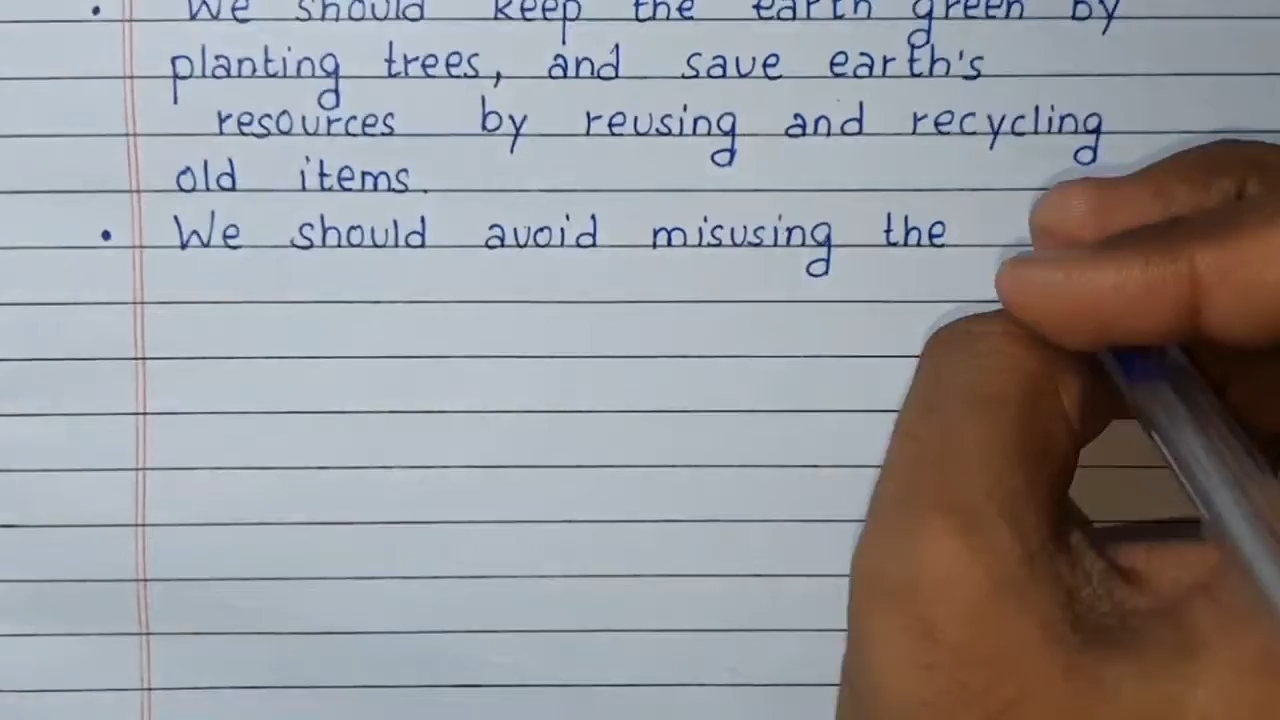 • We should keep the earth green by
planting trees, and save earth's
resources by reusing and recycling
old items.
• We should avoid misusing the